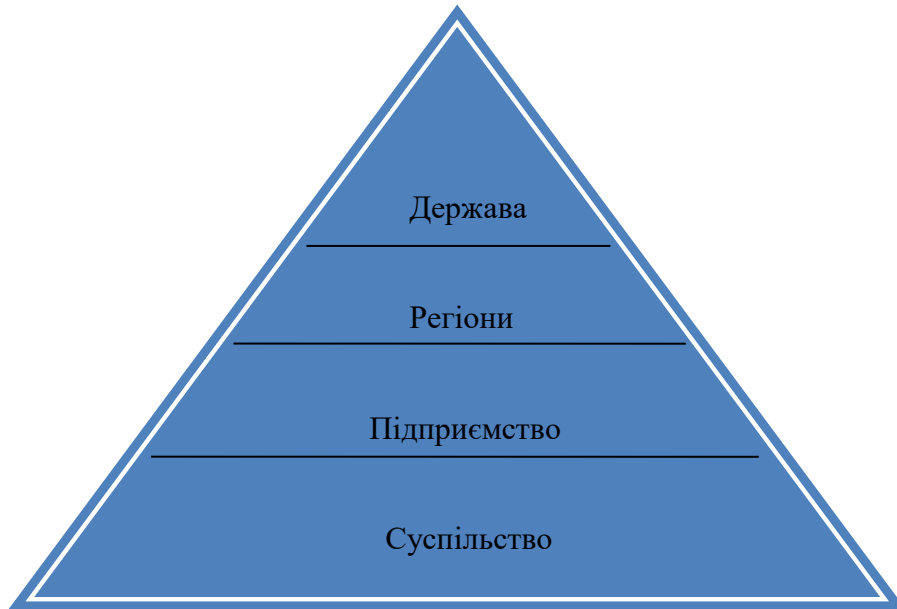 Держава
Регіони
Підприємство
Суспільство